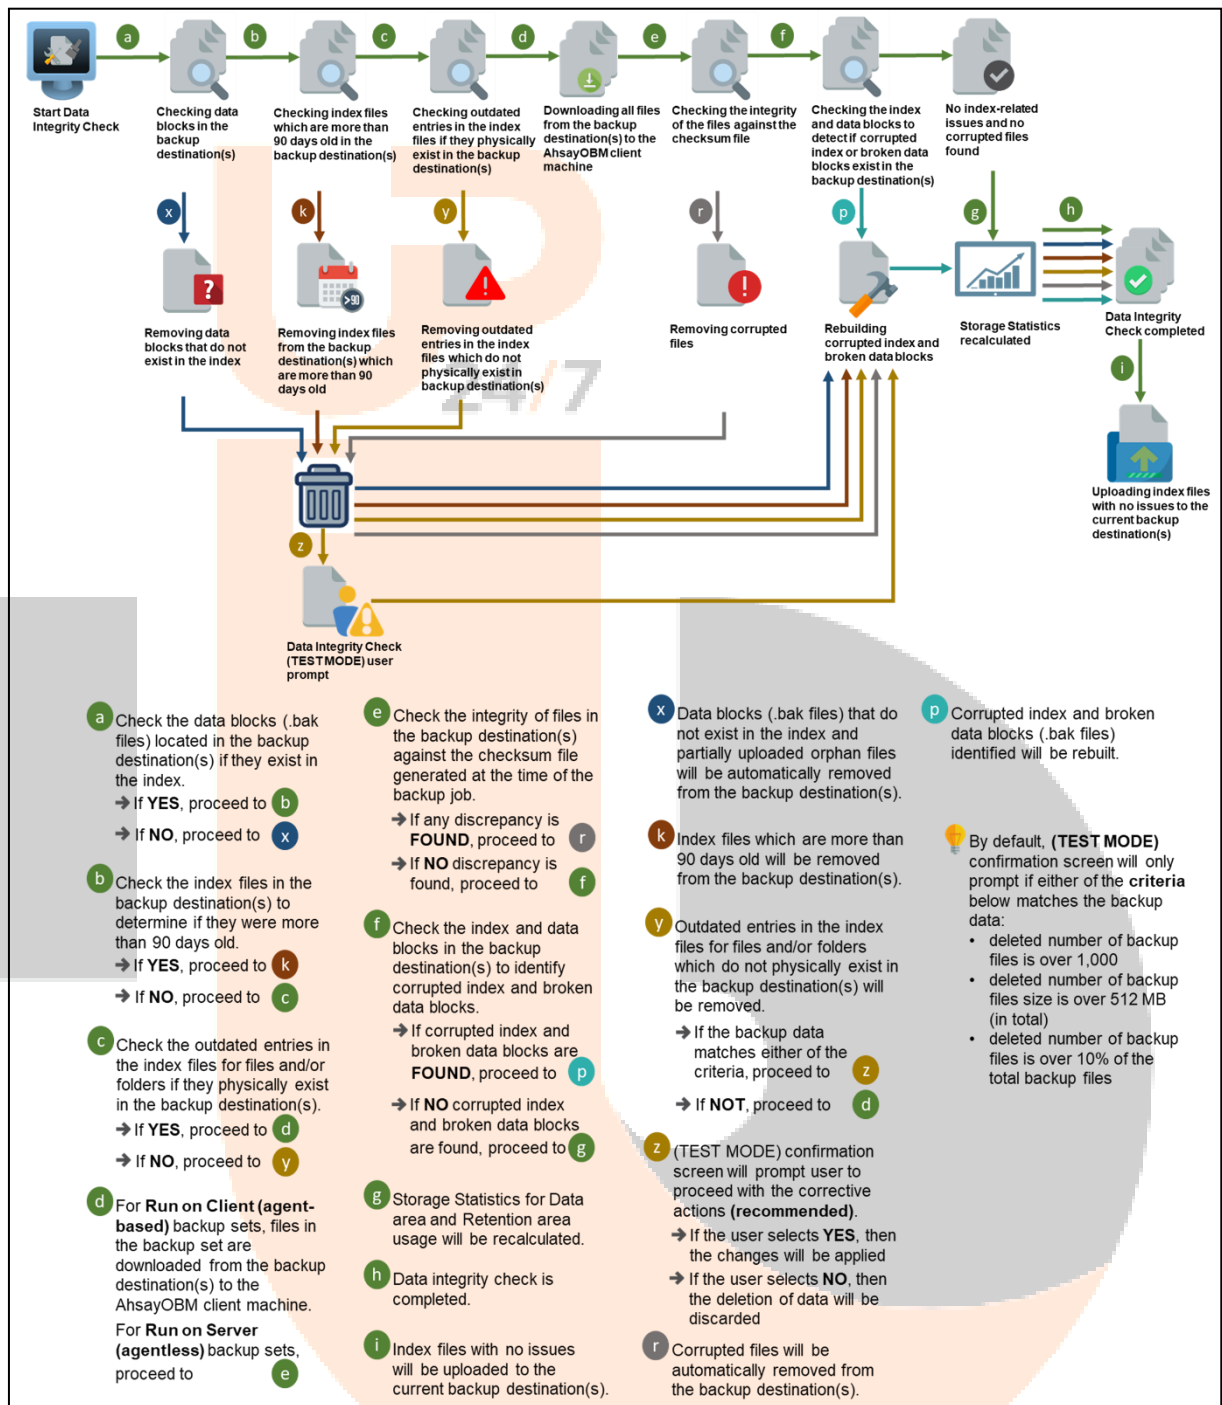 a
b
c
d
e
f
Start Data
Integrity Check
Checking data
blocks in the
backup
destination(s)
Checking index files
which are more than
90 days old in the
backup destination(s)
Checking outdated
entries in the index
files if they physically
exist in the backup
destination(s)
Downloading all files
from the backup
destination(s) to the
AhsayOBM client
machine
Checking the integrity
of the files against the
checksum file
Checking the index
and data blocks to
detect if corrupted
index or broken data
blocks exist in the
backup destination(s)
No index-related
issues and no
corrupted files
found
x
k
y
r
p
g
h
?
>90
!
!
Removing data
blocks that do not
exist in the index
Removing index files
from the backup
destination(s) which
are more than 90
days old
Removing outdated
entries in the index
files which do not
physically exist in
backup destination(s)
Removing corrupted
files
Rebuilding
corrupted index and
broken data blocks
Storage Statistics
recalculated
Data Integrity
Check completed
i
24/7
Uploading index files
with no issues to the
current backup
destination(s)
z
Data Integrity Check
(TEST MODE) user
prompt
a
Check the data blocks (.bak
files) located in the backup
destination(s) if they exist in
the index.
➔ If YES, proceed to b
➔ If NO, proceed to x
b
Check the index files in the
backup destination(s) to
determine if they were more
than 90 days old.
➔ If YES, proceed to k
➔ If NO, proceed to c
c
Check the outdated entries in
the index files for files and/or
folders if they physically exist
in the backup destination(s).
➔ If YES, proceed to d
➔ If NO, proceed to y
d
For Run on Client (agent-
based) backup sets, files in
the backup set are
downloaded from the backup
destination(s) to the
AhsayOBM client machine.
For Run on Server
(agentless) backup sets,
proceed to e
e
Check the integrity of files in
the backup destination(s)
against the checksum file
generated at the time of the
backup job.
➔ If any discrepancy is
FOUND, proceed to r
➔ If NO discrepancy is
found, proceed to f
f
Check the index and data
blocks in the backup
destination(s) to identify
corrupted index and broken
data blocks.
➔ If corrupted index and
broken data blocks are
FOUND, proceed to p
➔ If NO corrupted index
and broken data blocks
are found, proceed to g
g
Storage Statistics for Data
area and Retention area
usage will be recalculated.
h
Data integrity check is
completed.
i
Index files with no issues
will be uploaded to the
current backup destination(s).
x
Data blocks (.bak files) that do
not exist in the index and
partially uploaded orphan files
will be automatically removed
from the backup destination(s).
k
Index files which are more than
90 days old will be removed
from the backup destination(s).
y
Outdated entries in the index
files for files and/or folders
which do not physically exist in
the backup destination(s) will
be removed.
➔ If the backup data
matches either of the
criteria, proceed to z
➔ If NOT, proceed to d
z
(TEST MODE) confirmation
screen will prompt user to
proceed with the corrective
actions (recommended).
➔ If the user selects YES, then
the changes will be applied
➔ If the user selects NO, then
the deletion of data will be
discarded
r
Corrupted files will be
automatically removed from
the backup destination(s).
p
Corrupted index and broken
data blocks (.bak files)
identified will be rebuilt.
By default, (TEST MODE)
confirmation screen will only
prompt if either of the criteria
below matches the backup
data:
• deleted number of backup
files is over 1,000
• deleted number of backup
files size is over 512 MB
(in total)
• deleted number of backup
files is over 10% of the
total backup files